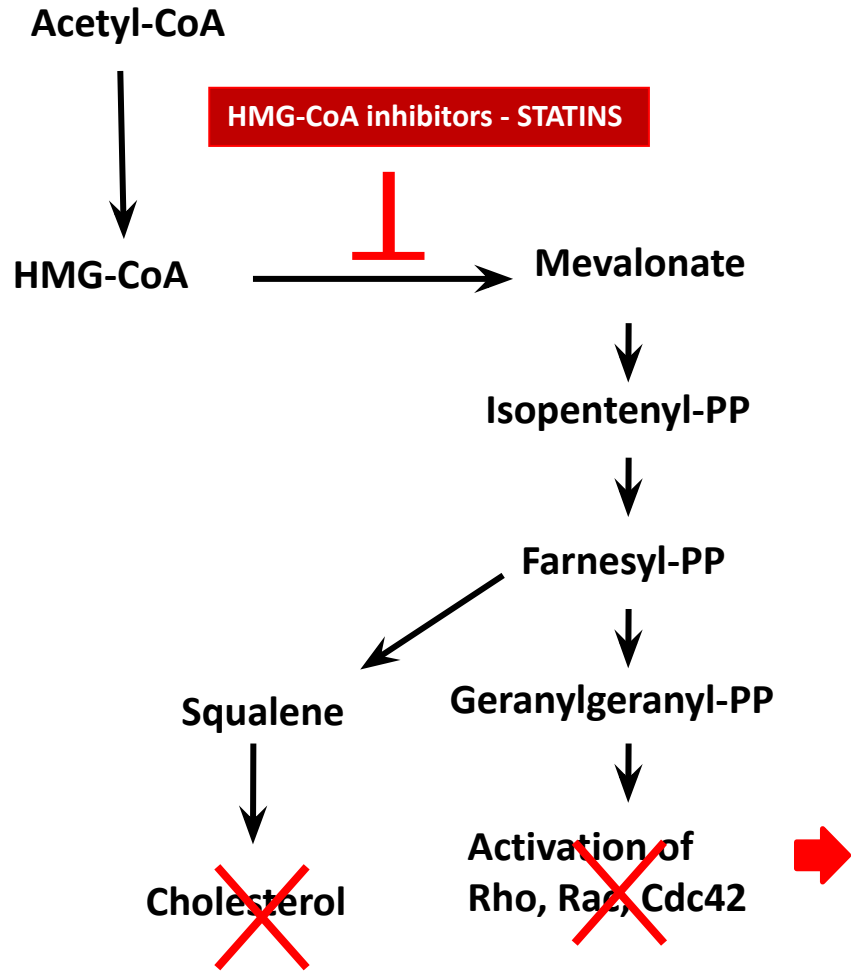 Acetyl-CoA
HMG-CoA inhibitors - STATINS
HMG-CoA
Mevalonate
Isopentenyl-PP
Farnesyl-PP
Squalene
Geranylgeranyl-PP
Cholesterol
Activation of
Rho, Rac, Cdc42